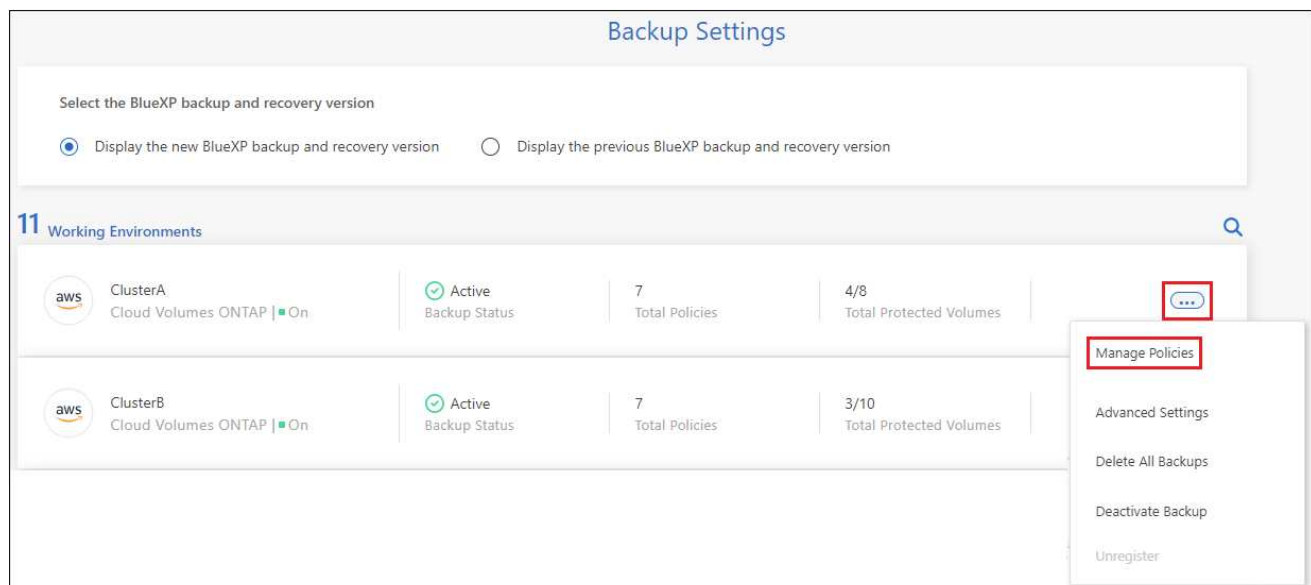 Backup Settings
Select the BlueXP backup and recovery version
Display the new BlueXP backup and recovery version Display the previous BlueXP backup and recovery version
11 Working Environments
aws ClusterA Active 7 4/8 ...
Cloud Volumes ONTAP | On Backup Status Total Policies Total Protected Volumes
Manage Policies
aws ClusterB Active 7 3/10
Cloud Volumes ONTAP | On Backup Status Total Policies Total Protected Volumes
Advanced Settings
Delete All Backups
Deactivate Backup
Unregister